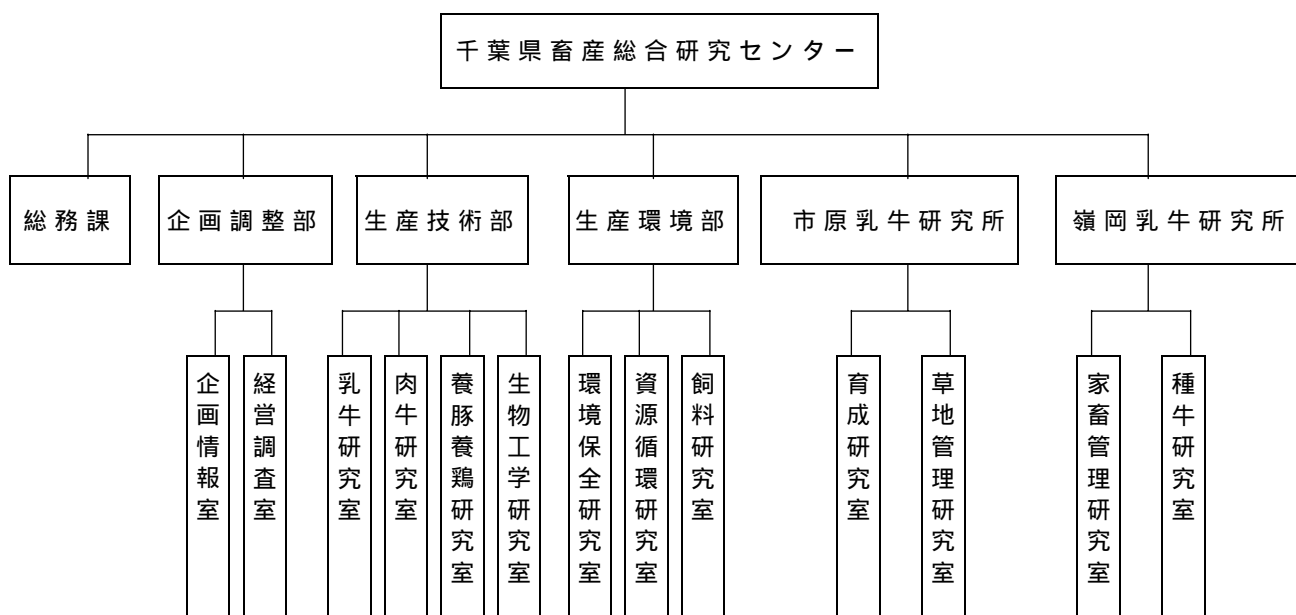 千葉県畜産総合研究センター
総務課
企画調整部
生産技術部
生産環境部
市原乳牛研究所
嶺岡乳牛研究所
企画情報室
経営調査室
乳牛研究室
肉牛研究室
養豚養鶏研究室
生物工学研究室
環境保全研究室
資源循環研究室
飼料研究室
育成研究室
草地管理研究室
家畜管理研究室
種牛研究室